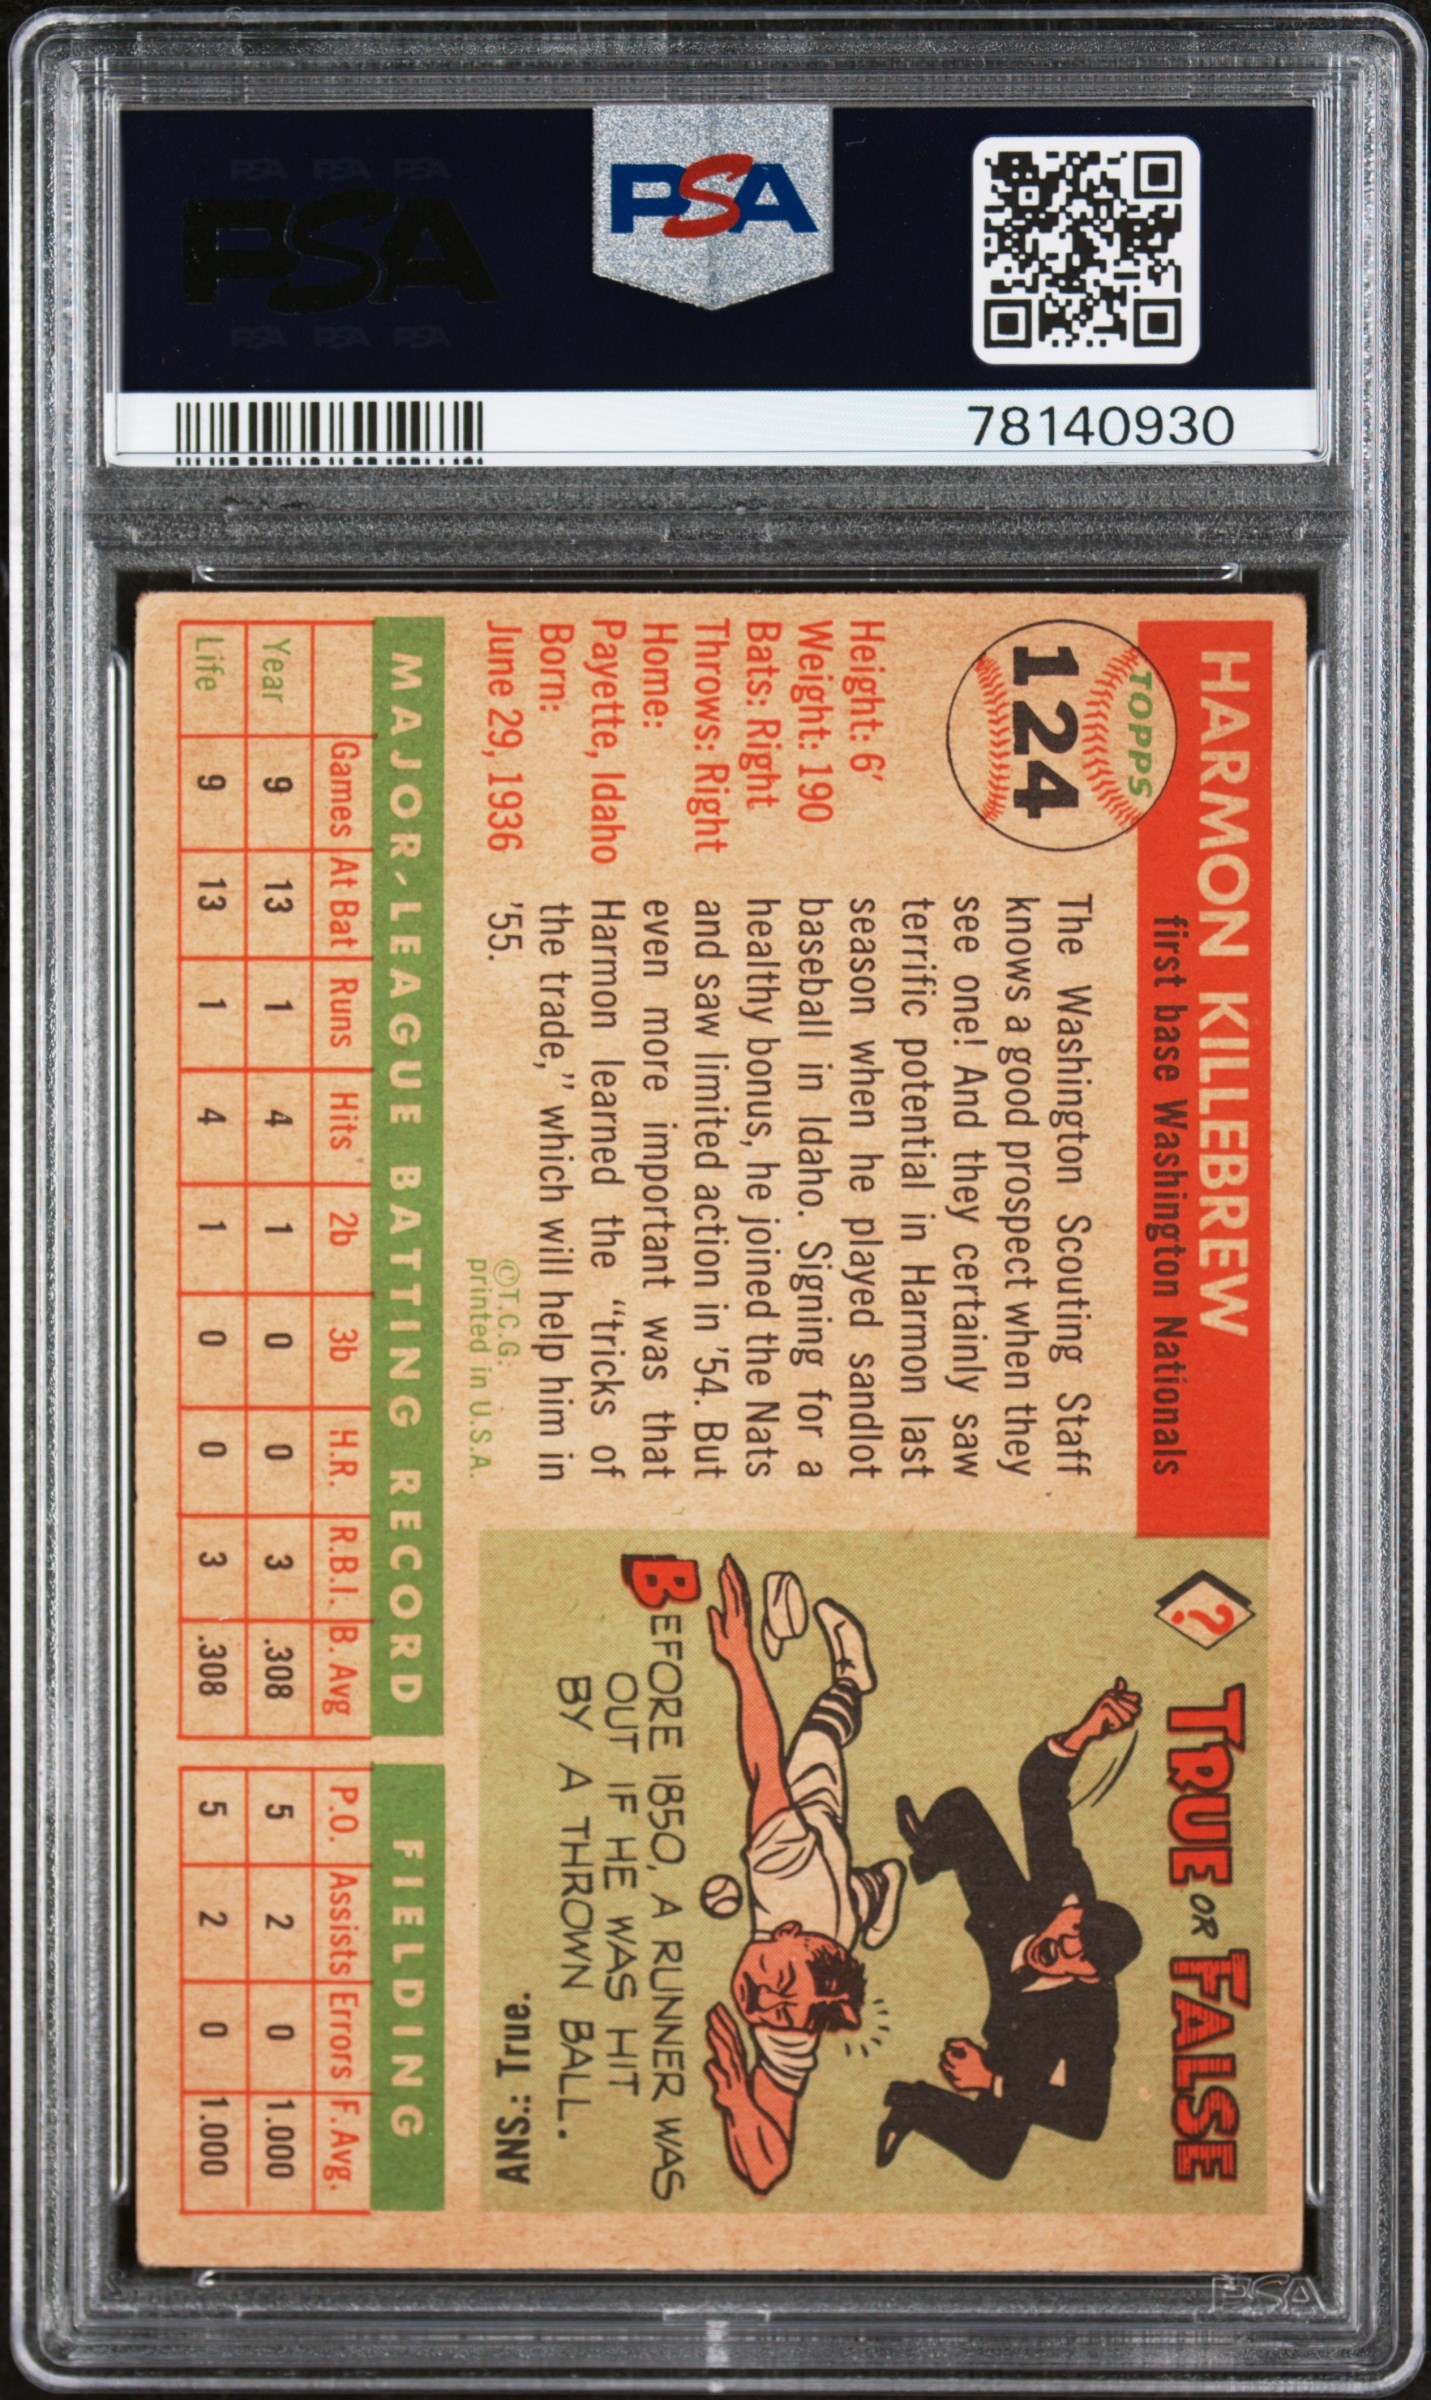 PSA PSA PSA
PSA
PSA PSA PSA
PSA
78140930
HARMON KILLEBREW
first base Washington Nationals
TOPPS
124
Height: 6'
Weight: 190
Bats: Right
Throws: Right
Home:
Payette, Idaho
Born:
June 29, 1936
The Washington Scouting Staff
knows a good prospect when they
see one! And they certainly saw
terrific potential in Harmon last
season when he played sandlot
baseball in Idaho. Signing for a
healthy bonus, he joined the Nats
and saw limited action in '54. But
even more important was that
Harmon learned the "tricks of
the trade," which will help him in
'55.
©T.C.G.
printed in U.S.A.
?
TRUE OR FALSE
BEFORE 1850, A RUNNER WAS
OUT IF HE WAS HIT
BY A THROWN BALL.
ANS.: True.
MAJOR-LEAGUE BATTING RECORD FIELDING
Games At Bat Runs Hits 2b 3b H.R. R.B.I. B. Avg P.O. Assists Errors F. Avg.
Year 9 13 1 4 1 0 0 3 .308 5 2 0 1.000
Life 9 13 1 4 1 0 0 3 .308 5 2 0 1.000
PSA